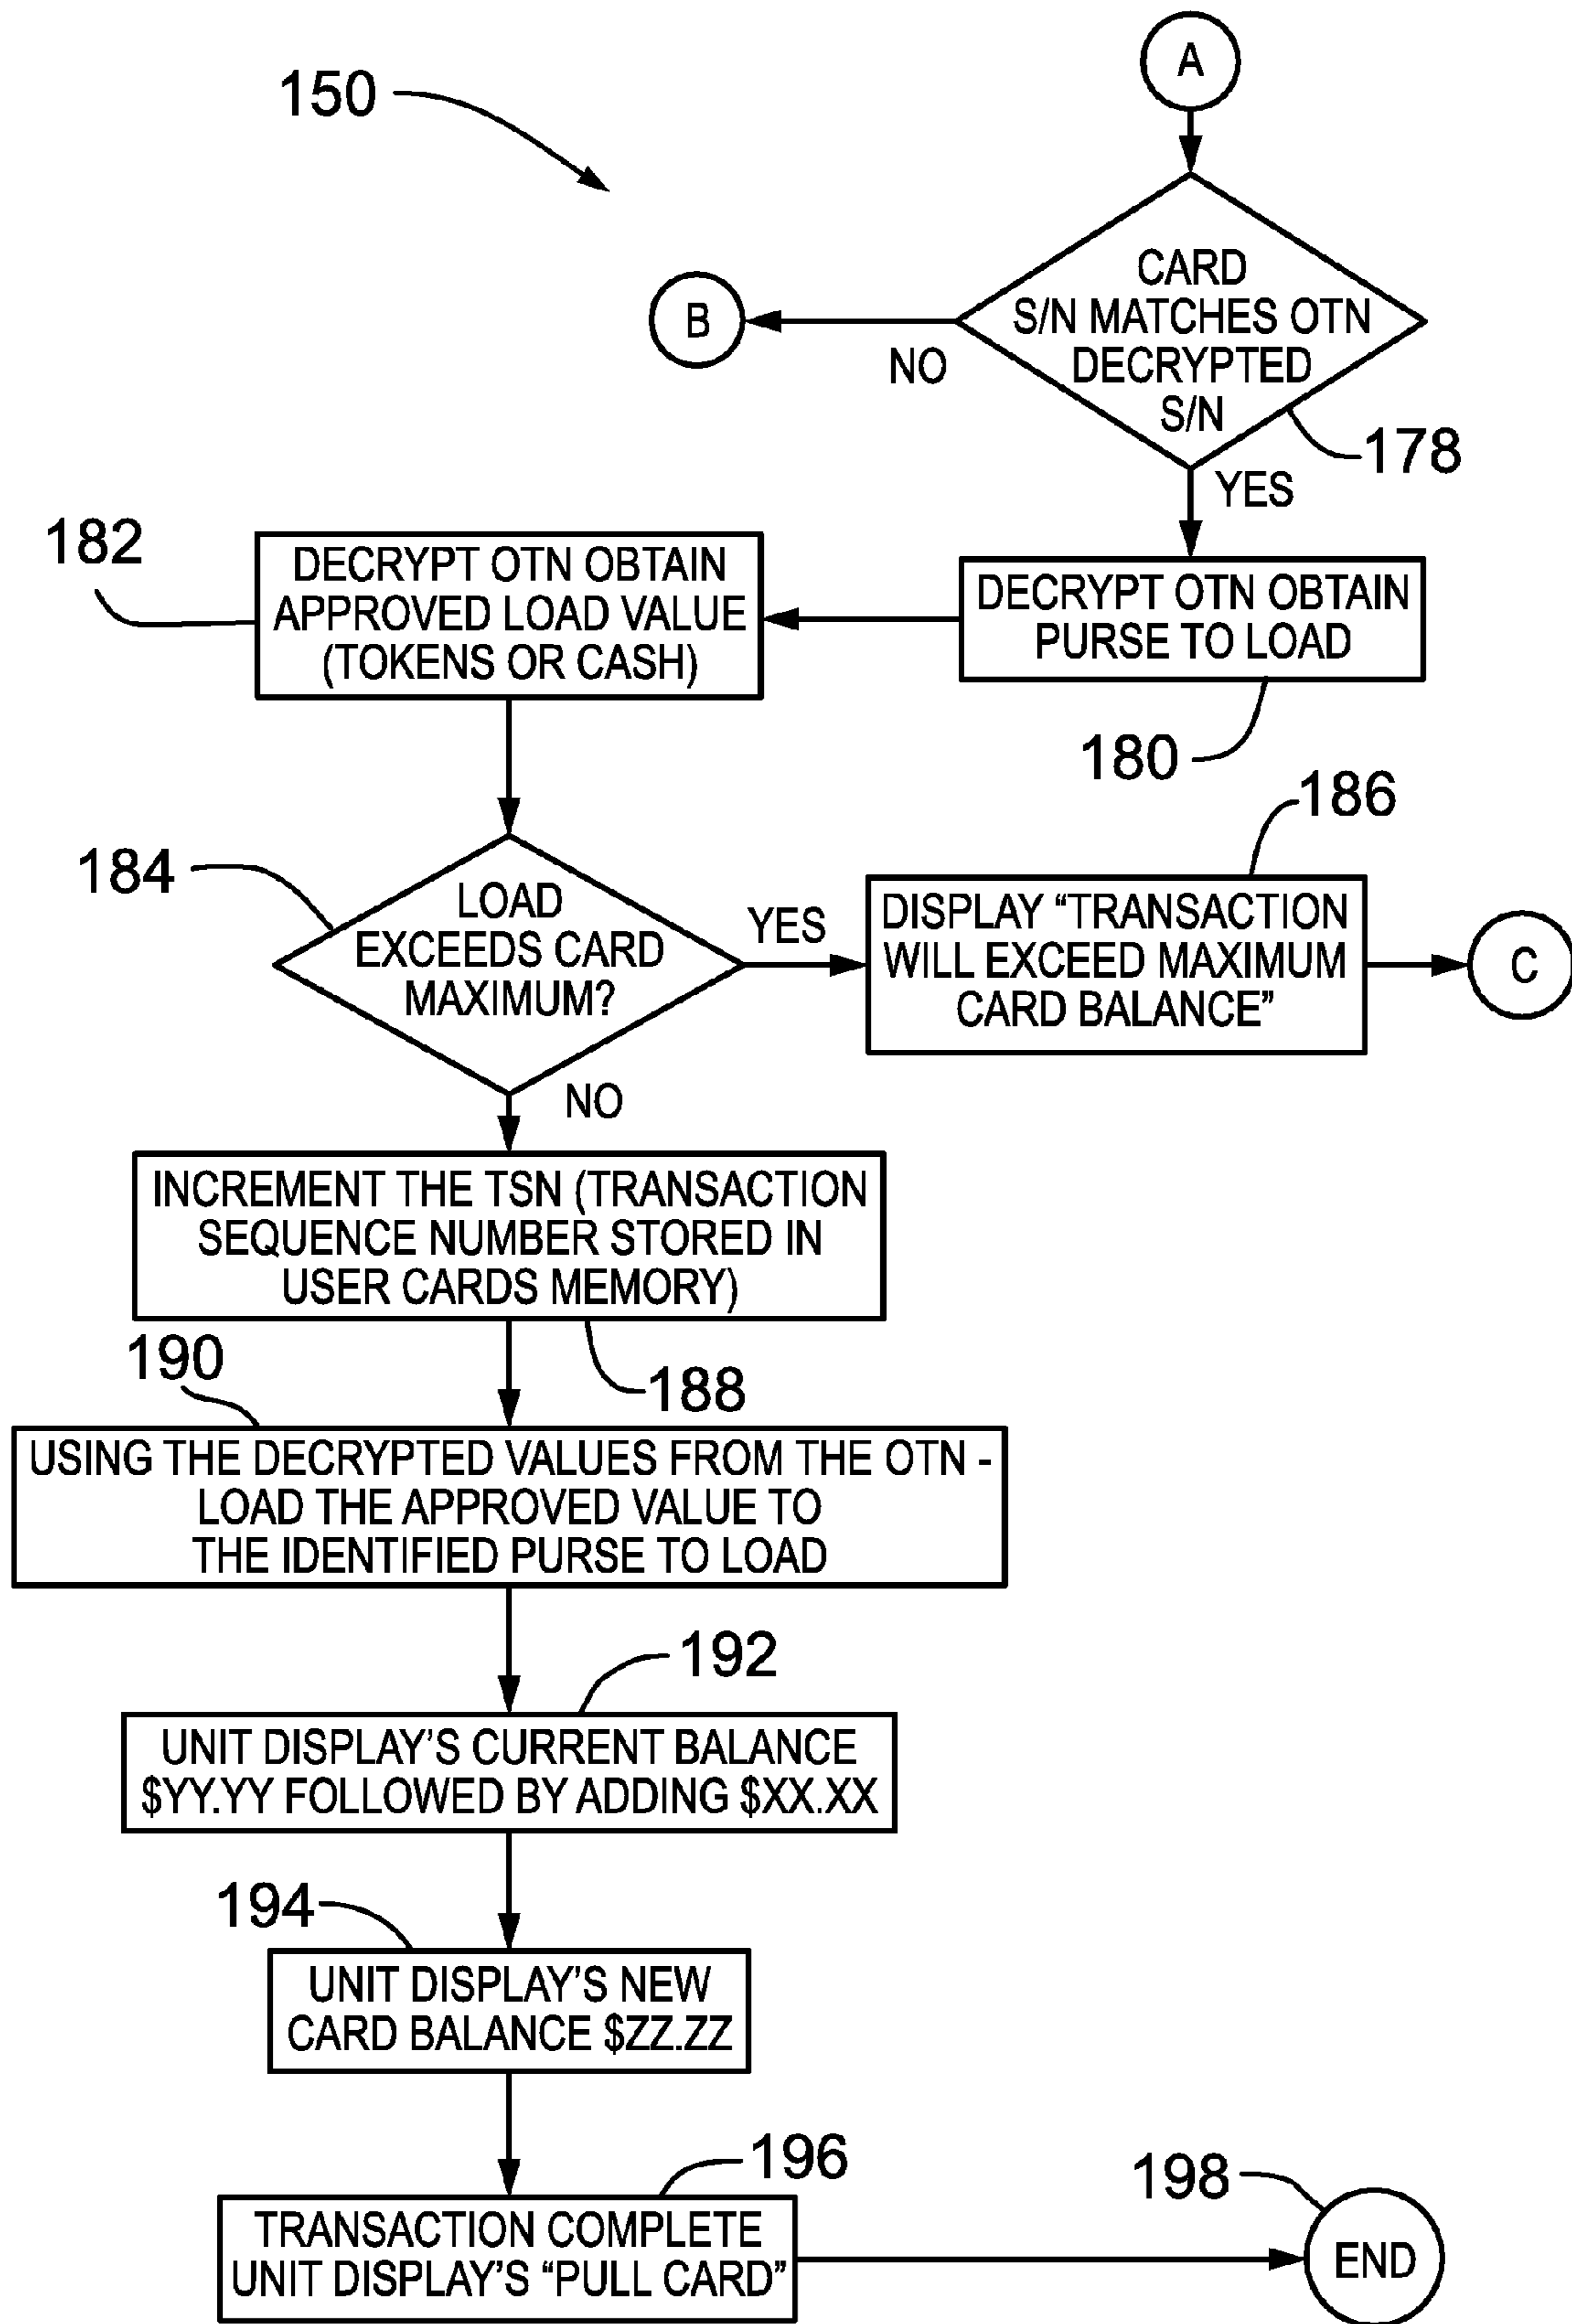 A
150
CARD
S/N MATCHES OTN
DECRYPTED
S/N
B
NO
178
YES
182
DECRYPT OTN OBTAIN
APPROVED LOAD VALUE
(TOKENS OR CASH)
DECRYPT OTN OBTAIN
PURSE TO LOAD
180
186
184
LOAD
EXCEEDS CARD
MAXIMUM?
YES
DISPLAY “TRANSACTION
WILL EXCEED MAXIMUM
CARD BALANCE”
C
NO
INCREMENT THE TSN (TRANSACTION
SEQUENCE NUMBER STORED IN
USER CARDS MEMORY)
190
188
USING THE DECRYPTED VALUES FROM THE OTN -
LOAD THE APPROVED VALUE TO
THE IDENTIFIED PURSE TO LOAD
192
UNIT DISPLAY’S CURRENT BALANCE
$YY.YY FOLLOWED BY ADDING $XX.XX
194
UNIT DISPLAY’S NEW
CARD BALANCE $ZZ.ZZ
196
198
TRANSACTION COMPLETE
UNIT DISPLAY’S “PULL CARD”
END